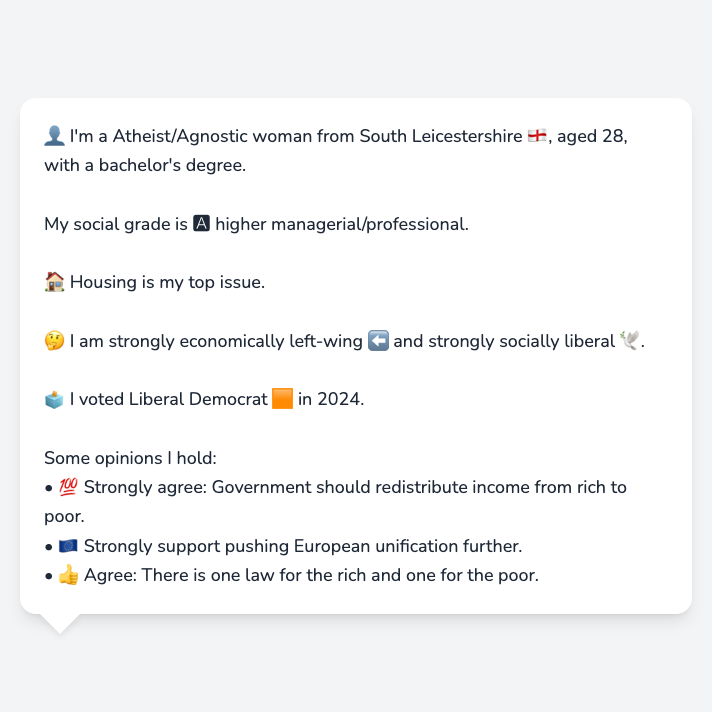 👤 I'm a Atheist/Agnostic woman from South Leicestershire 🏴󠁧󠁢󠁥󠁮󠁧󠁿, aged 28,
with a bachelor's degree.
My social grade is 🅰 higher managerial/professional.
🏠 Housing is my top issue.
🤔 I am strongly economically left-wing ⬅️ and strongly socially liberal 🕊️.
🗳️ I voted Liberal Democrat 🟧 in 2024.
Some opinions I hold:
• 💯 Strongly agree: Government should redistribute income from rich to
poor.
• 🇪🇺 Strongly support pushing European unification further.
• 👍 Agree: There is one law for the rich and one for the poor.